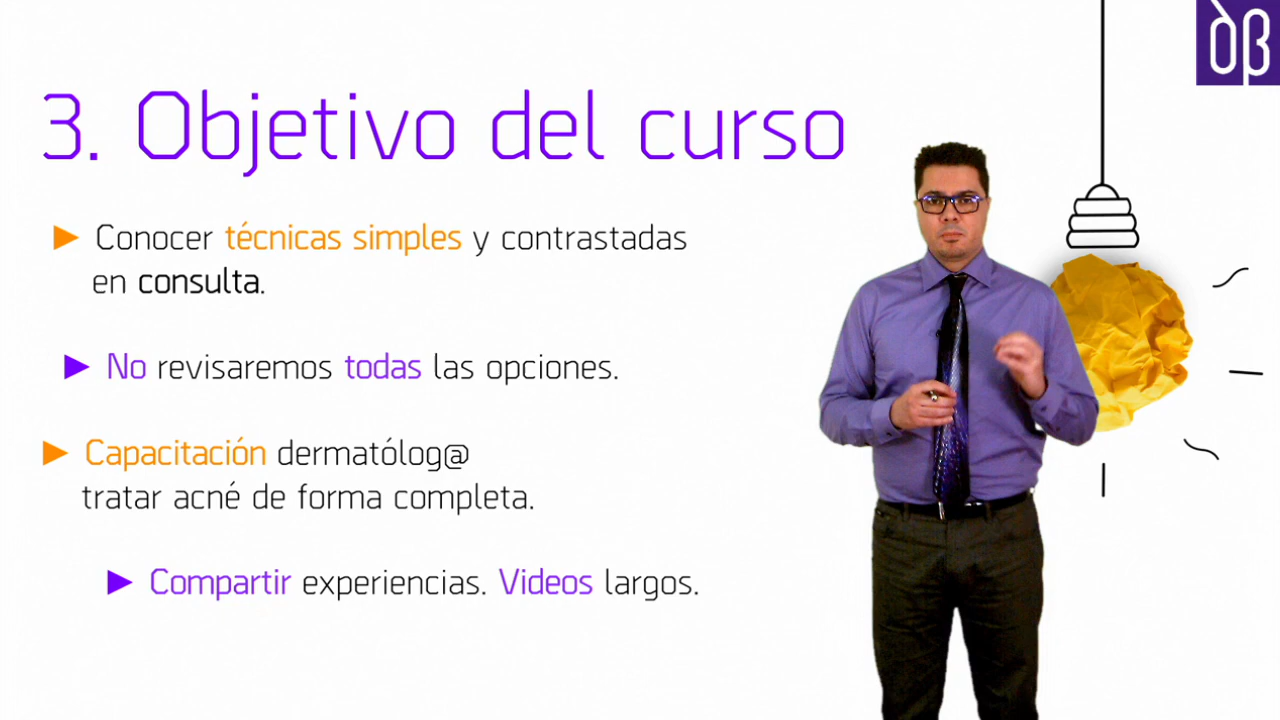 3. Objetivo del curso
► Conocer técnicas simples y contrastadas
en consulta.
► No revisaremos todas las opciones.
► Capacitación dermatólog@
tratar acné de forma completa.
► Compartir experiencias. Videos largos.